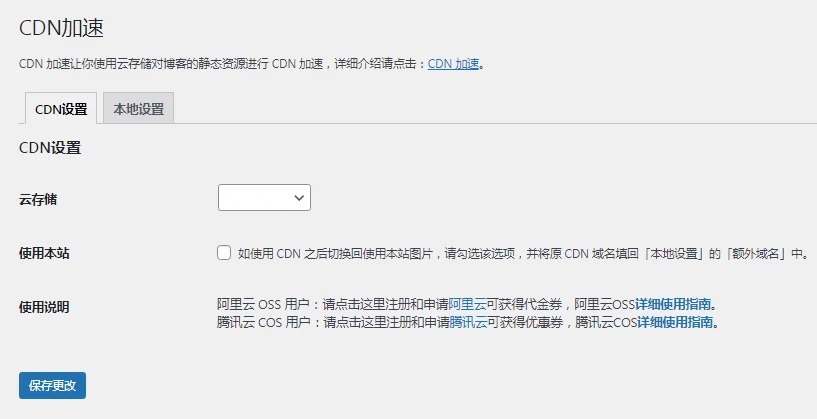 CDN加速
CDN 加速让你使用云存储对博客的静态资源进行 CDN 加速，详细介绍请点击：CDN 加速。
CDN设置 本地设置
CDN设置
云存储
使用本站 如使用 CDN 之后切换回使用本站图片，请勾选该选项，并将原 CDN 域名填回「本地设置」的「额外域名」中。
使用说明 阿里云 OSS 用户：请点击这里注册和申请阿里云可获得代金券，阿里云OSS详细使用指南。
腾讯云 COS 用户：请点击这里注册和申请腾讯云可获得优惠券，腾讯云COS详细使用指南。
保存更改